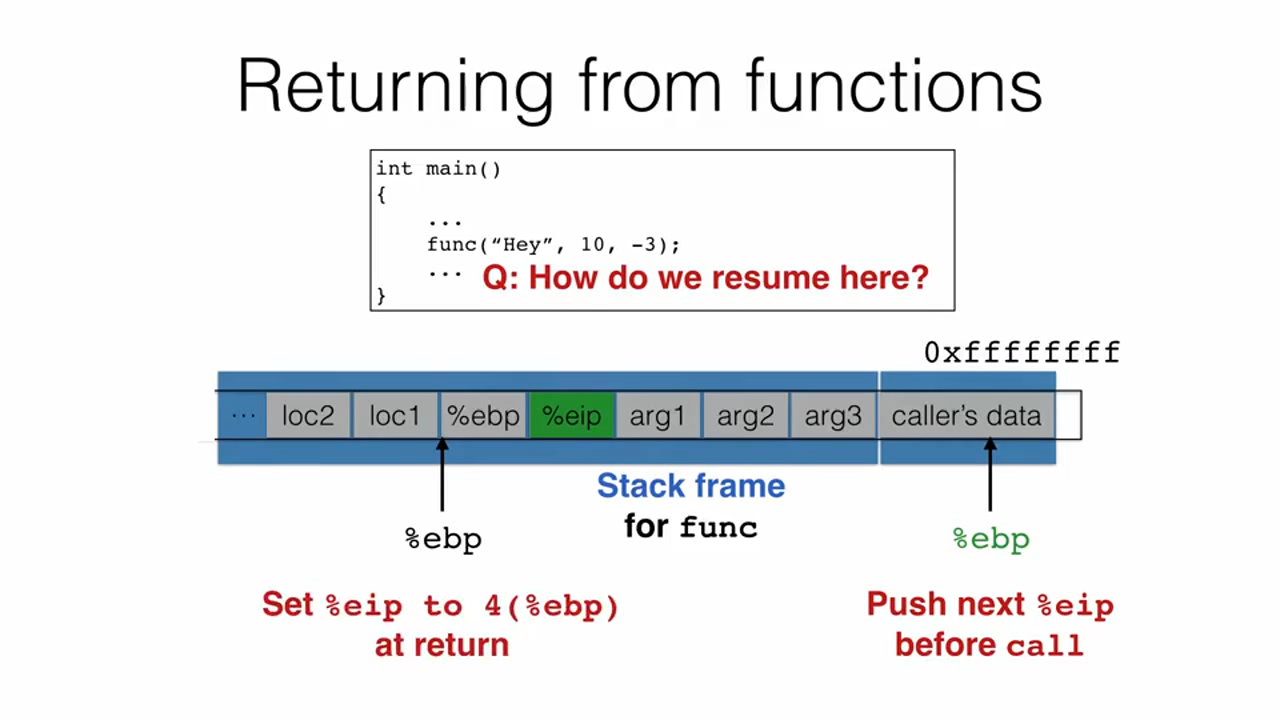 Returning from functions
int main()
{
...
func(“Hey”, 10, -3);
... Q: How do we resume here?
}
0xffffffff
... loc2 loc1 %ebp %eip arg1 arg2 arg3 caller’s data
Stack frame
for func
%ebp
%ebp
Set %eip to 4(%ebp)
at return
Push next %eip
before call